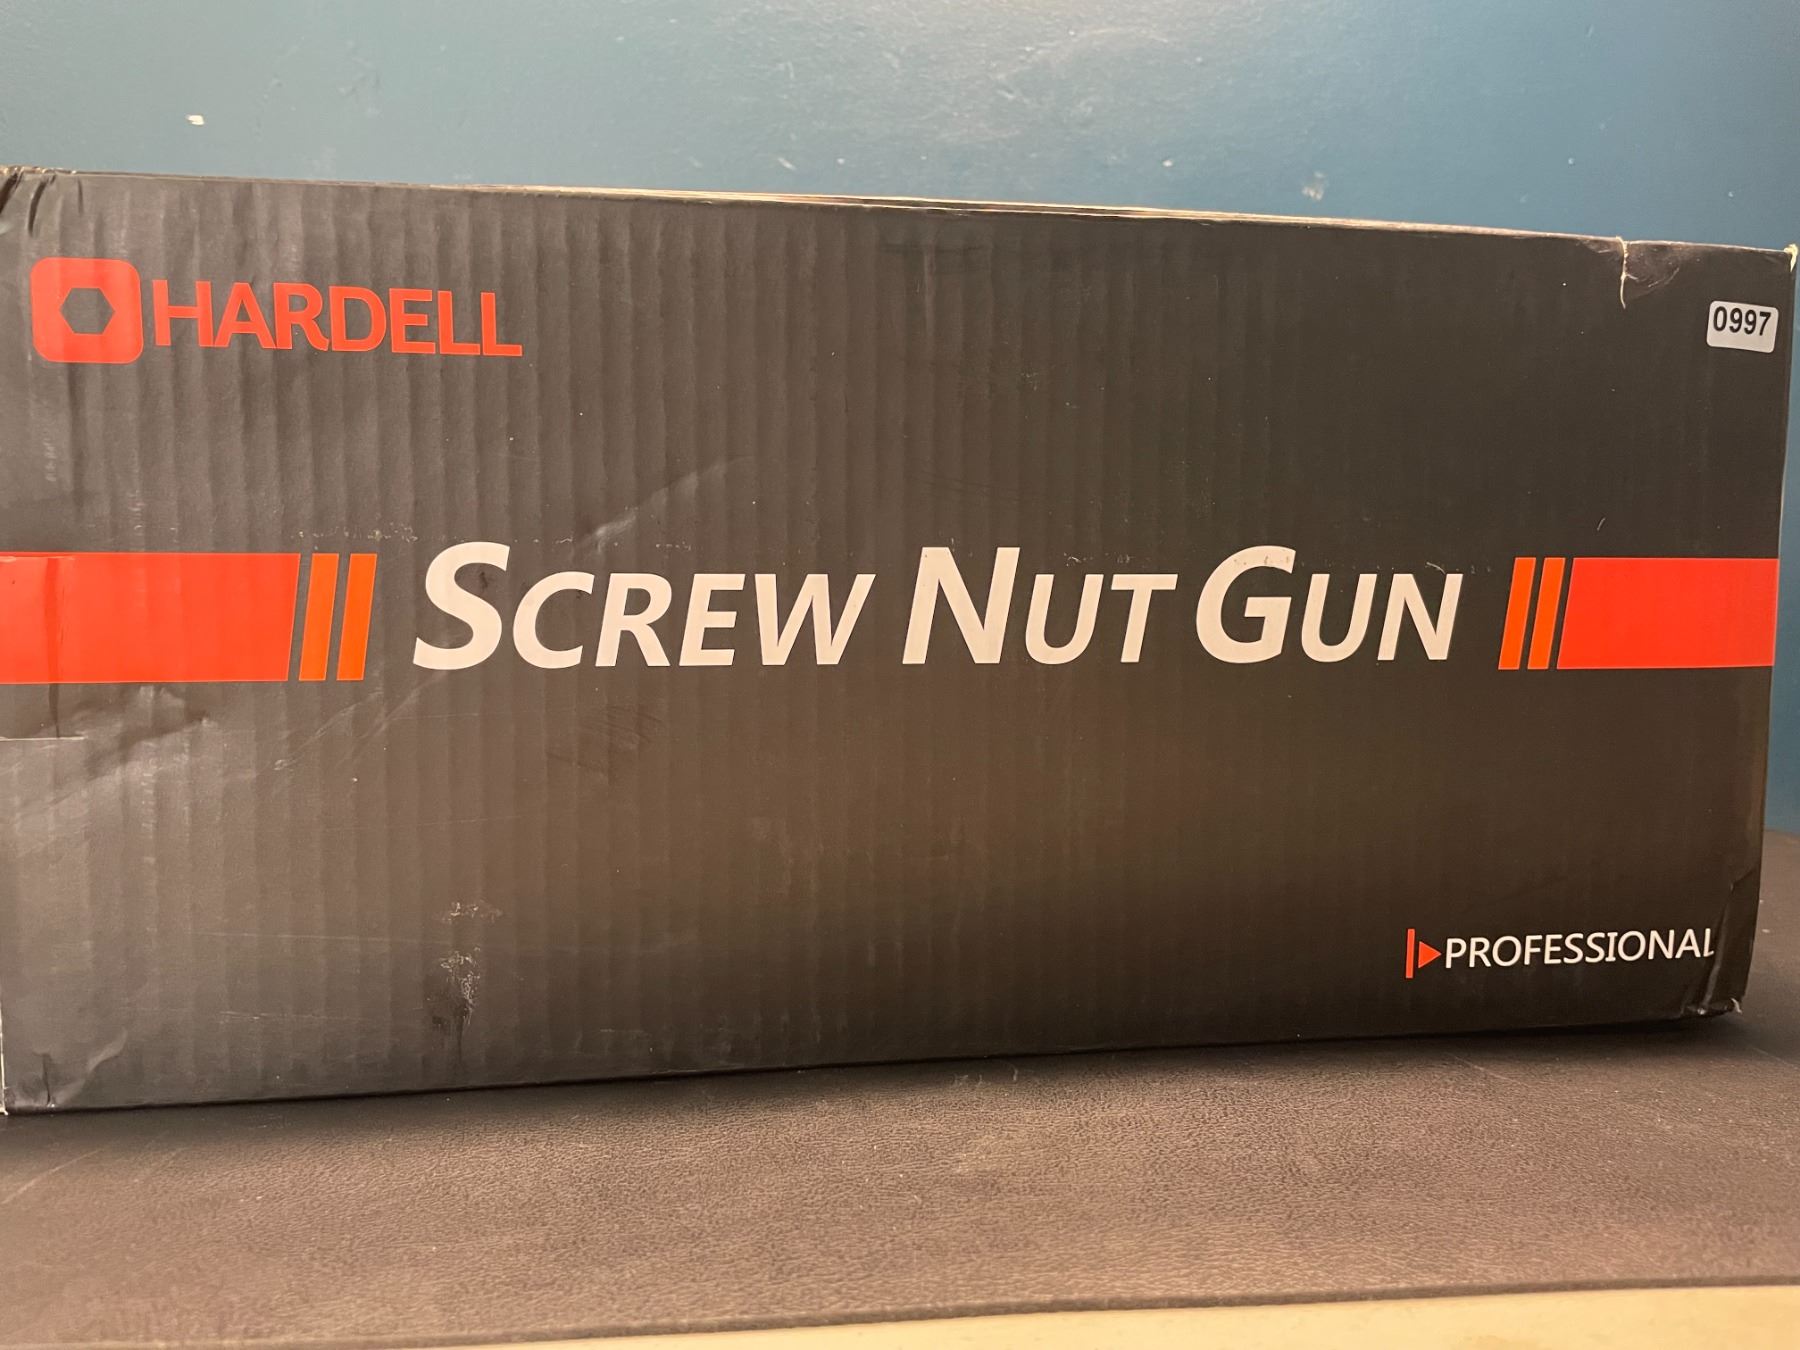 HARDELL
0997
SCREW NUT GUN
PROFESSIONAL